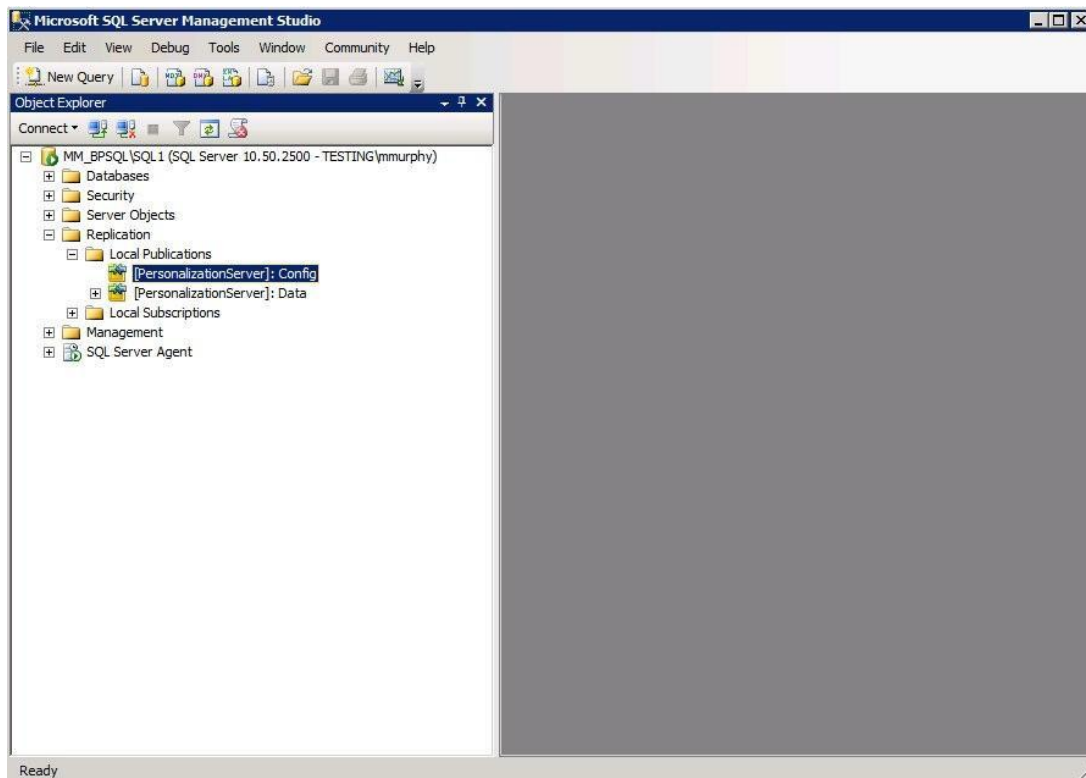 Microsoft SQL Server Management Studio
File Edit View Debug Tools Window Community Help
New Query
Object Explorer
Connect
MM_BPSQL\SQL1 (SQL Server 10.50.2500 - TESTING\mmurphy)
Databases
Security
Server Objects
Replication
Local Publications
[PersonalizationServer]: Config
[PersonalizationServer]: Data
Local Subscriptions
Management
SQL Server Agent
Ready